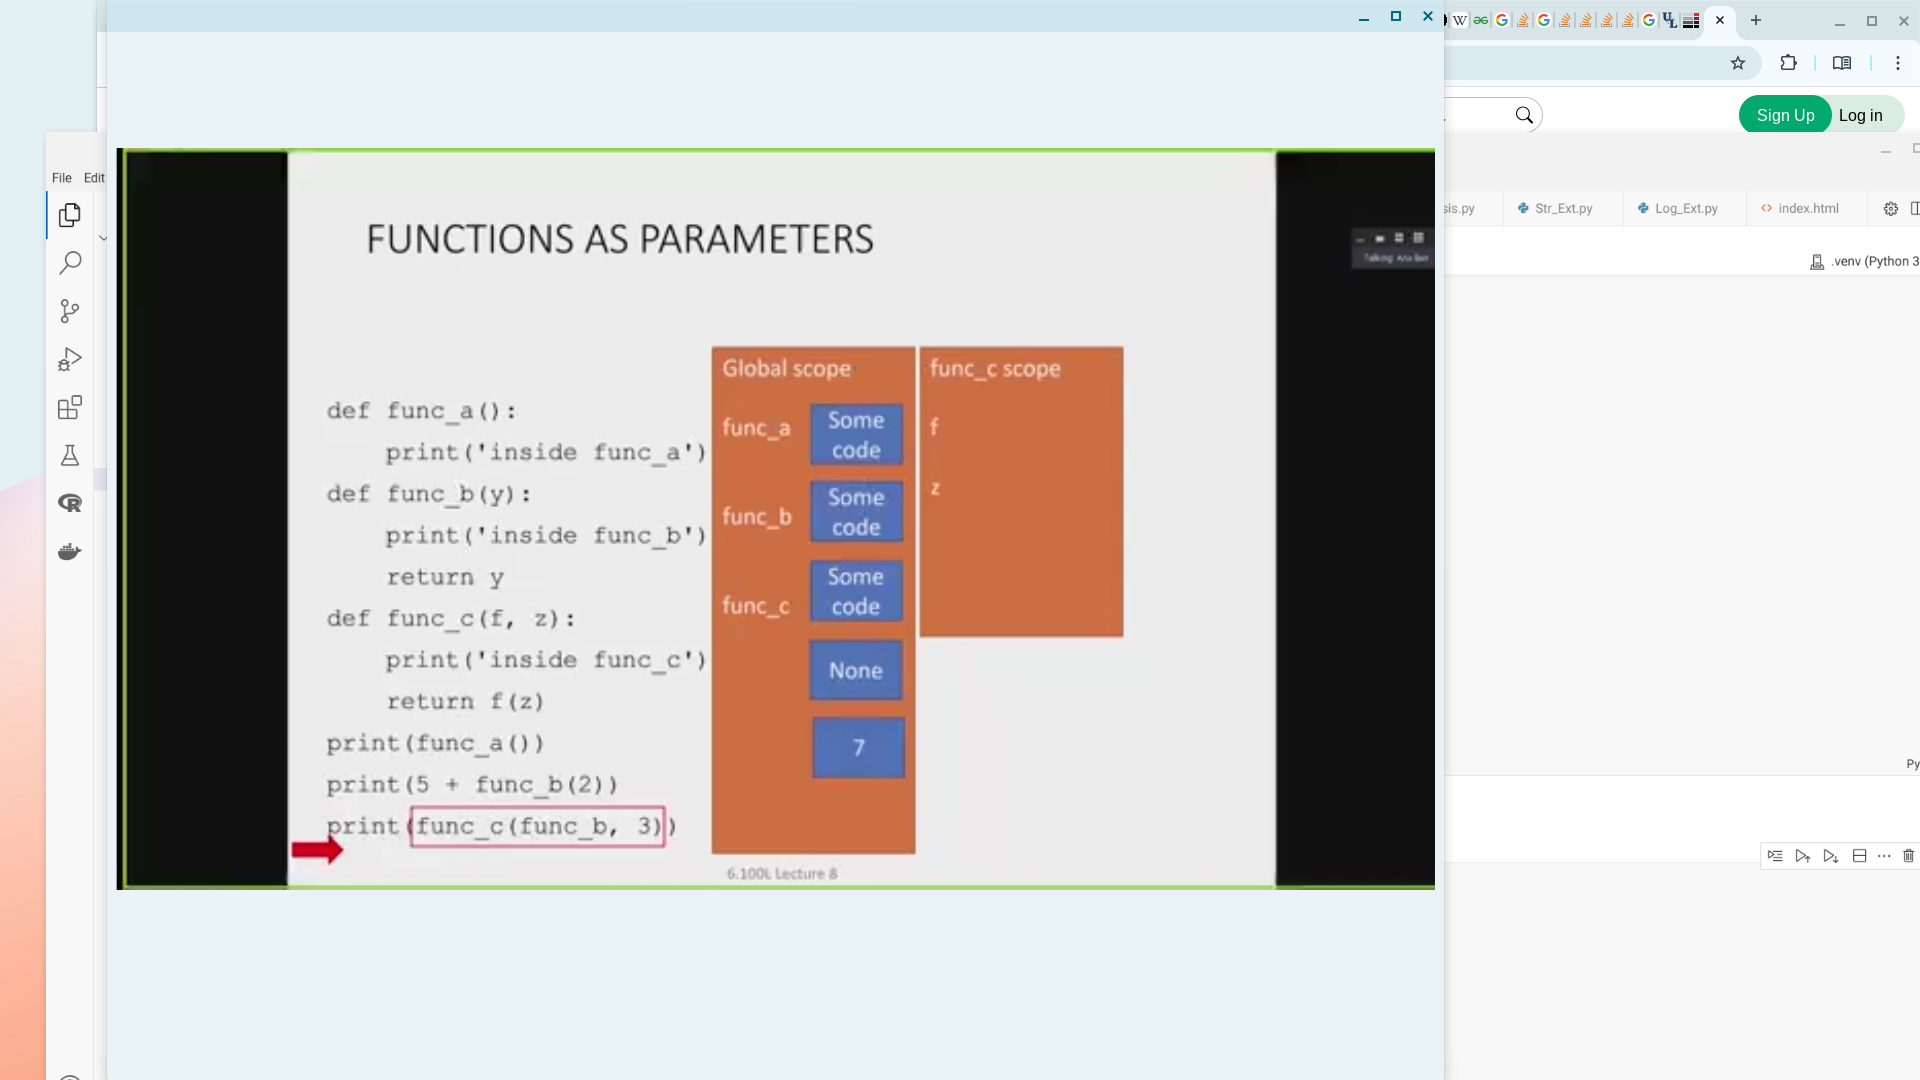 Sign Up
Log in
File
Edit
sis.py
Str_Ext.py
Log_Ext.py
index.html
.venv (Python 3
FUNCTIONS AS PARAMETERS
def func_a():
print('inside func_a')
def func_b(y):
print('inside func_b')
return y
def func_c(f, z):
print('inside func_c')
return f(z)
print(func_a())
print(5 + func_b(2))
print(func_c(func_b, 3))
Global scope
func_a
Some
code
func_b
Some
code
func_c
Some
code
None
7
func_c scope
f
z
6.100L Lecture 8
Py